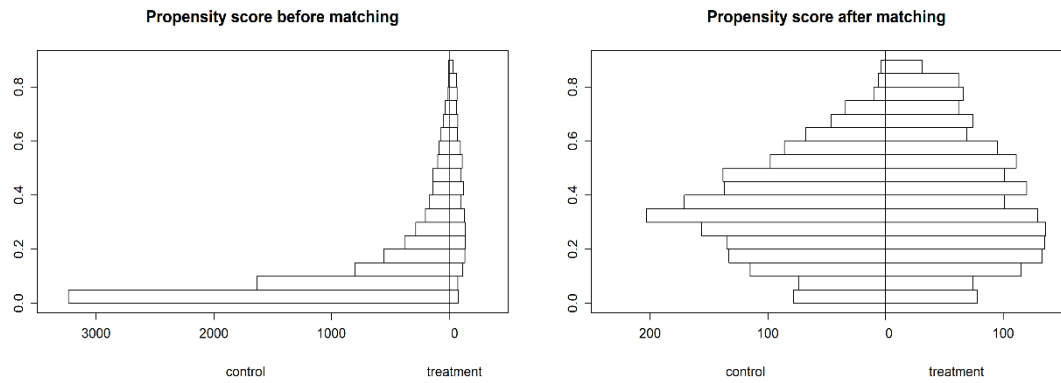 Propensity score before matching
0.8
0.6
0.4
0.2
0.0
3000 2000 1000 0
control treatment
Propensity score after matching
0.8
0.6
0.4
0.2
0.0
200 100 0 100
control treatment